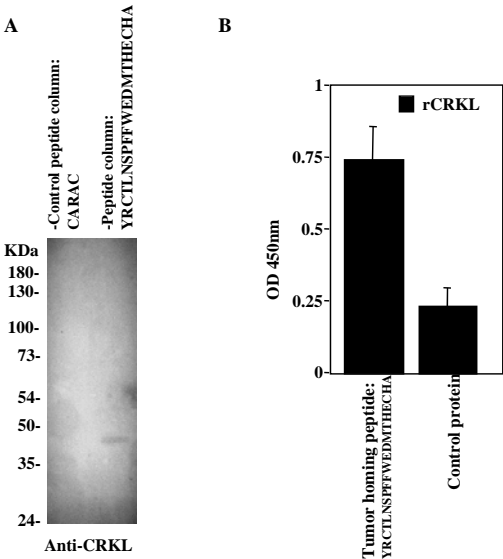 A
-Control peptide column:
CARAC
-Peptide column:
YRCTLNSPFFWEDMTHECHA
KDa
180-
130-
100-
73-
54-
50-
35-
24-
Anti-CRKL
B
rCRKL
OD 450nm
1
0.75
0.5
0.25
0
Tumor homing peptide:
YRCTLNSPFFWEDMTHECHA
Control protein